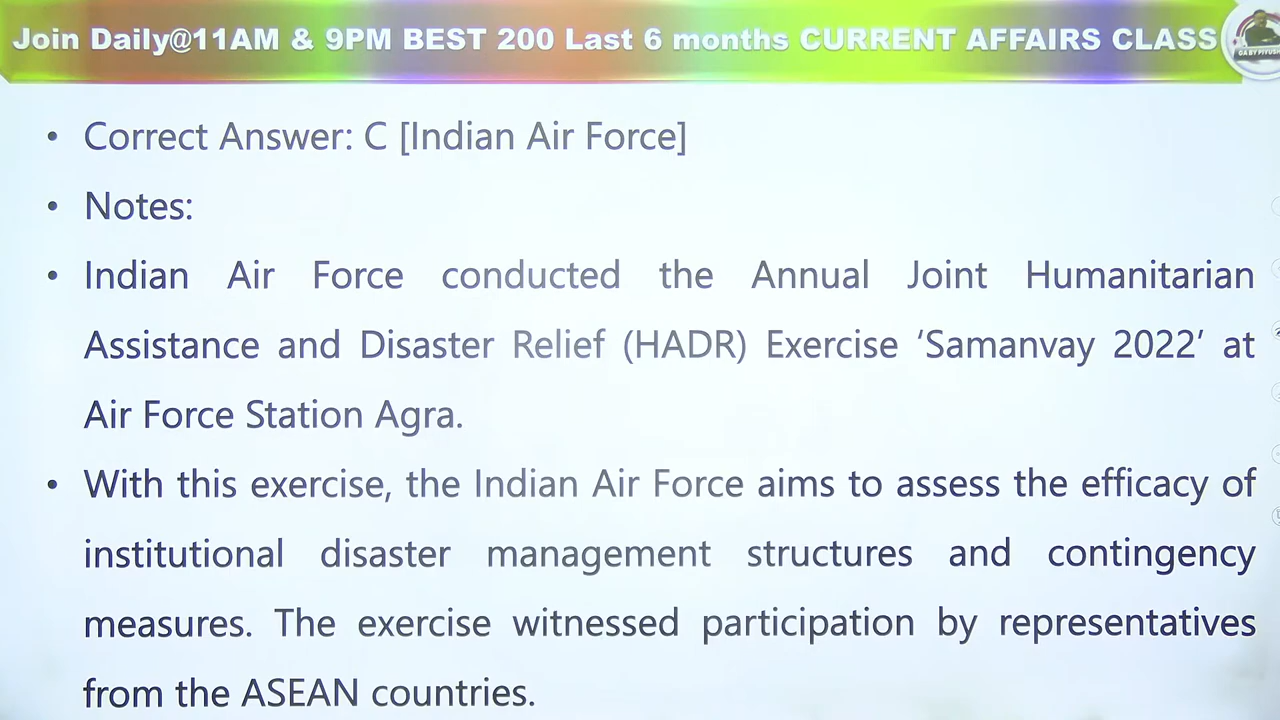 Join Daily@11AM & 9PM BEST 200 Last 6 months CURRENT AFFAIRS CLASS
GA BY PIYUSH
• Correct Answer: C [Indian Air Force]
• Notes:
• Indian Air Force conducted the Annual Joint Humanitarian
Assistance and Disaster Relief (HADR) Exercise ‘Samanvay 2022’ at
Air Force Station Agra.
• With this exercise, the Indian Air Force aims to assess the efficacy of
institutional disaster management structures and contingency
measures. The exercise witnessed participation by representatives
from the ASEAN countries.